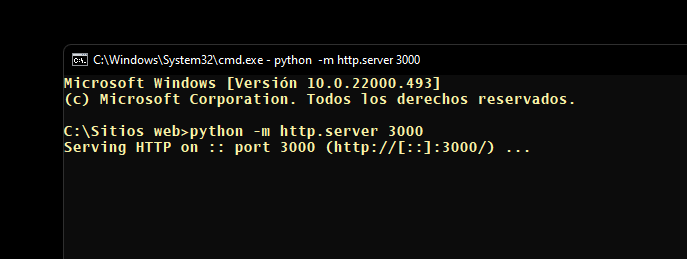 C:\Windows\System32\cmd.exe - python  -m http.server 3000
Microsoft Windows [Versión 10.0.22000.493]
(c) Microsoft Corporation. Todos los derechos reservados.
C:\Sitios web>python -m http.server 3000
Serving HTTP on :: port 3000 (http://[::]:3000/) ...